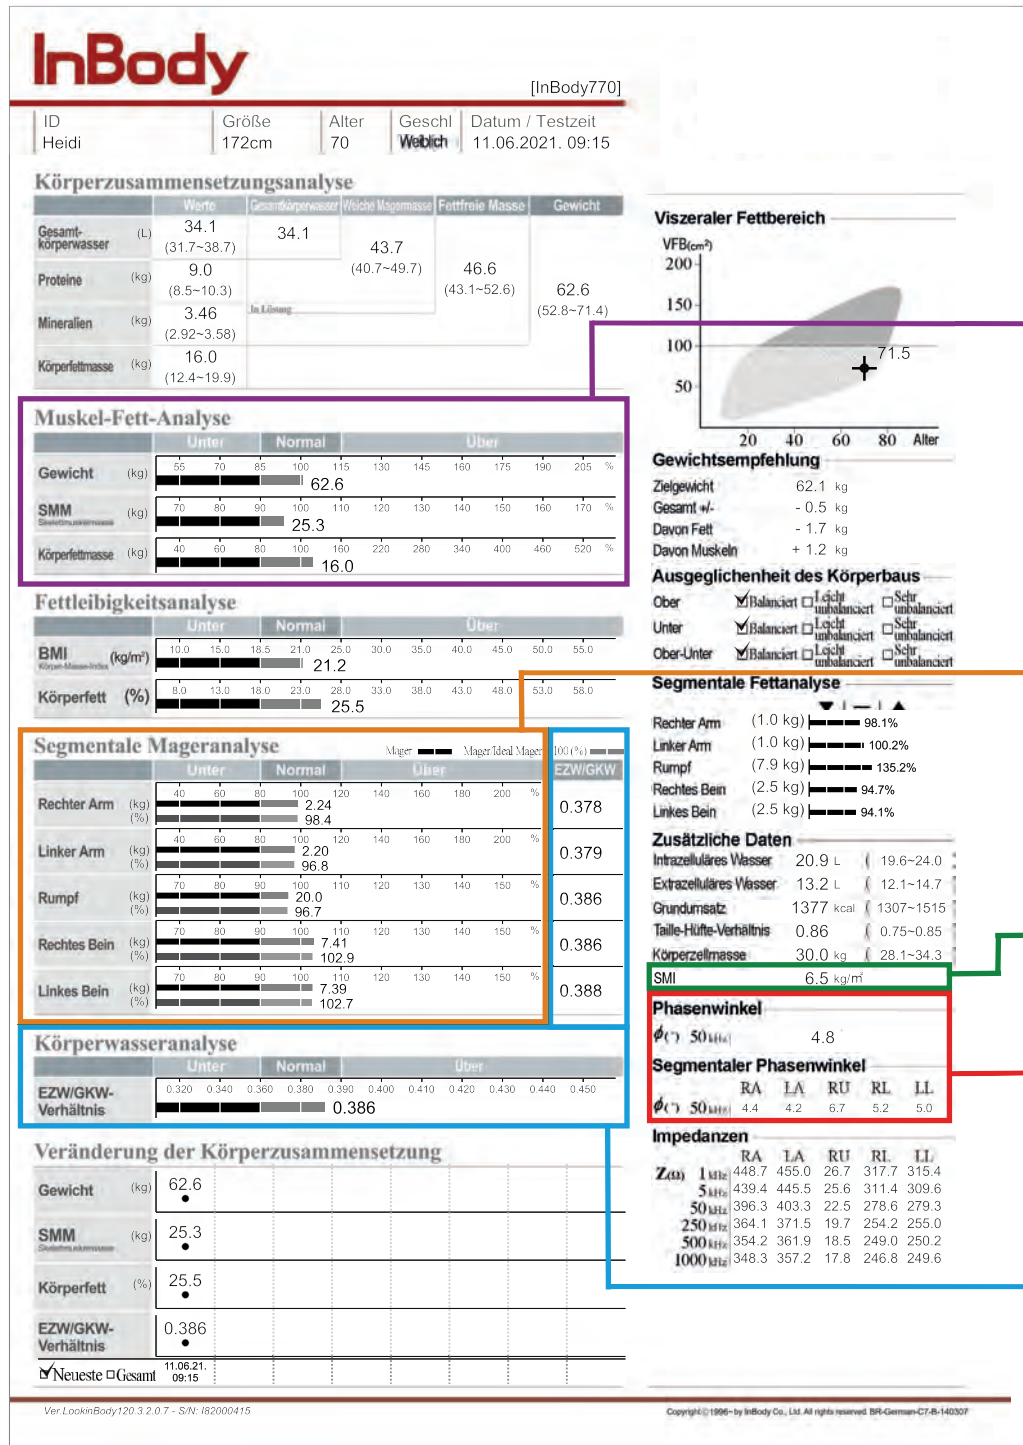 InBody
[InBody770]
ID Größe Alter Geschl Datum / Testzeit
Heidi 172cm 70 Weiblich 11.06.2021. 09:15
Körperzusammensetzungsanalyse
Werte Gesamtkörperwasser Weiche Magermasse Fettfreie Masse Gewicht
Gesamt-körperwasser (L) 34.1 (31.7~38.7) 34.1 43.7 (40.7~49.7) 46.6 (43.1~52.6) 62.6 (52.8~71.4)
Proteine (kg) 9.0 (8.5~10.3)
In Lösung
Mineralien (kg) 3.46 (2.92~3.58)
Körperfettmasse (kg) 16.0 (12.4~19.9)
Muskel-Fett-Analyse
Unter Normal Über
Gewicht (kg) 55 70 85 100 115 130 145 160 175 190 205 %
62.6
SMM (kg) 70 80 90 100 110 120 130 140 150 160 170 %
Skelettmuskelmasse 25.3
Körperfettmasse (kg) 40 60 80 100 160 220 280 340 400 460 520 %
16.0
Fettleibigkeitsanalyse
Unter Normal Über
BMI (kg/m²) 10.0 15.0 18.5 21.0 25.0 30.0 35.0 40.0 45.0 50.0 55.0
Körper-Masse-Index 21.2
Körperfett (%) 8.0 13.0 18.0 23.0 28.0 33.0 38.0 43.0 48.0 53.0 58.0
25.5
Segmentale Mageranalyse Mager Mager/Ideal Mager 100 (%)
Unter Normal Über EZW/GKW
Rechter Arm (kg) (%) 40 60 80 100 120 140 160 180 200 %
2.24
98.4
0.378
Linker Arm (kg) (%) 40 60 80 100 120 140 160 180 200 %
2.20
96.8
0.379
Rumpf (kg) (%) 70 80 90 100 110 120 130 140 150 %
20.0
96.7
0.386
Rechtes Bein (kg) (%) 70 80 90 100 110 120 130 140 150 %
7.41
102.9
0.386
Linkes Bein (kg) (%) 70 80 90 100 110 120 130 140 150 %
7.39
102.7
0.388
Körperwasseranalyse
Unter Normal Über
EZW/GKW-Verhältnis 0.320 0.340 0.360 0.380 0.390 0.400 0.410 0.420 0.430 0.440 0.450
0.386
Veränderung der Körperzusammensetzung
Gewicht (kg) 62.6
SMM (kg) 25.3
Skelettmuskelmasse
Körperfett (%) 25.5
EZW/GKW-Verhältnis 0.386
Neueste Gesamt 11.06.21. 09:15
Viszeraler Fettbereich
VFB(cm²)
200
150
100
71.5
50
20 40 60 80 Alter
Gewichtsempfehlung
Zielgewicht 62.1 kg
Gesamt +/- - 0.5 kg
Davon Fett - 1.7 kg
Davon Muskeln + 1.2 kg
Ausgeglichenheit des Körperbaus
Ober Balanciert Leicht unbalanciert Sehr unbalanciert
Unter Balanciert Leicht unbalanciert Sehr unbalanciert
Ober-Unter Balanciert Leicht unbalanciert Sehr unbalanciert
Segmentale Fettanalyse
Rechter Arm (1.0 kg) 98.1%
Linker Arm (1.0 kg) 100.2%
Rumpf (7.9 kg) 135.2%
Rechtes Bein (2.5 kg) 94.7%
Linkes Bein (2.5 kg) 94.1%
Zusätzliche Daten
Intrazelluläres Wasser 20.9 L ( 19.6~24.0
Extrazelluläres Wasser 13.2 L ( 12.1~14.7
Grundumsatz 1377 kcal ( 1307~1515
Taille-Hüfte-Verhältnis 0.86 ( 0.75~0.85
Körperzellmasse 30.0 kg ( 28.1~34.3
SMI 6.5 kg/m²
Phasenwinkel
ϕ(°) 50 kHz 4.8
Segmentaler Phasenwinkel
RA LA RU RL LL
ϕ(°) 50 kHz 4.4 4.2 6.7 5.2 5.0
Impedanzen
RA LA RU RL LL
Z(Ω) 1 kHz 448.7 455.0 26.7 317.7 315.4
5 kHz 439.4 445.5 25.6 311.4 309.6
50 kHz 396.3 403.3 22.5 278.6 279.3
250 kHz 364.1 371.5 19.7 254.2 255.0
500 kHz 354.2 361.9 18.5 249.0 250.2
1000 kHz 348.3 357.2 17.8 246.8 249.6
Ver.LookinBody120.3.2.0.7 - S/N: I82000415
Copyright©1996~ by InBody Co., Ltd. All rights reserved. BR-German-C7-B-140307